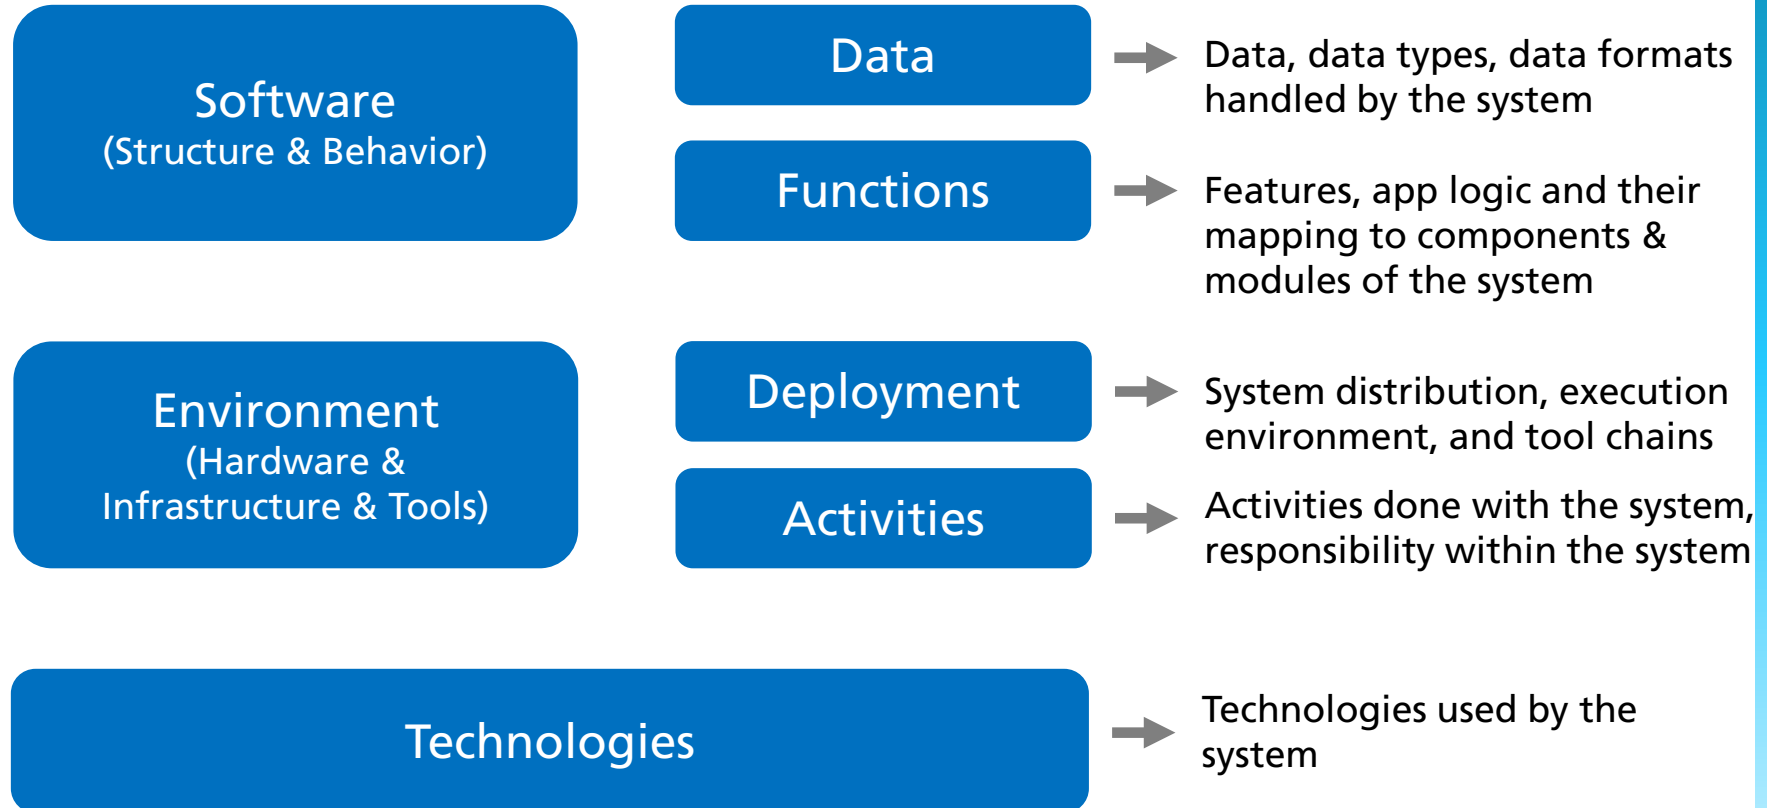 Software
(Structure & Behavior)
Data
Data, data types, data formats
handled by the system
Functions
Features, app logic and their
mapping to components &
modules of the system
Environment
(Hardware &
Infrastructure & Tools)
Deployment
System distribution, execution
environment, and tool chains
Activities
Activities done with the system,
responsibility within the system
Technologies
Technologies used by the
system